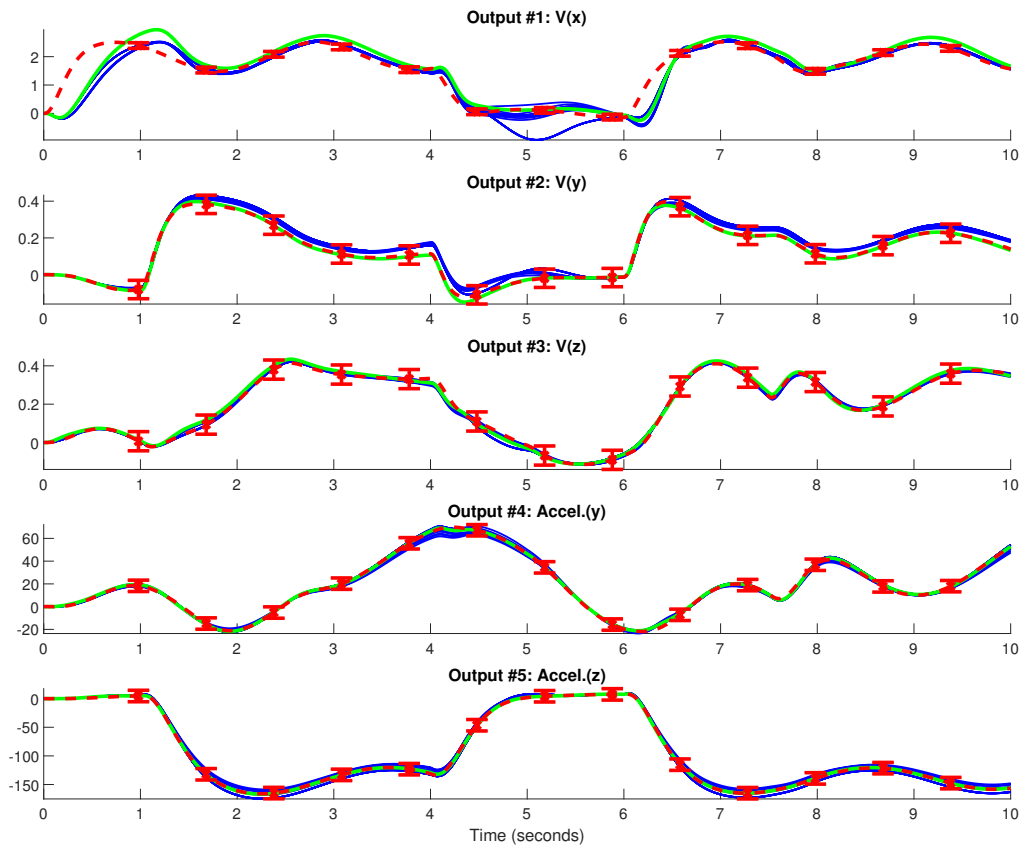 Output #1: V(x)
2
1
0
0 1 2 3 4 5 6 7 8 9 10
Output #2: V(y)
0.4
0.2
0
0 1 2 3 4 5 6 7 8 9 10
Output #3: V(z)
0.4
0.2
0
0 1 2 3 4 5 6 7 8 9 10
Output #4: Accel.(y)
60
40
20
0
-20
0 1 2 3 4 5 6 7 8 9 10
Output #5: Accel.(z)
0
-50
-100
-150
0 1 2 3 4 5 6 7 8 9 10
Time (seconds)